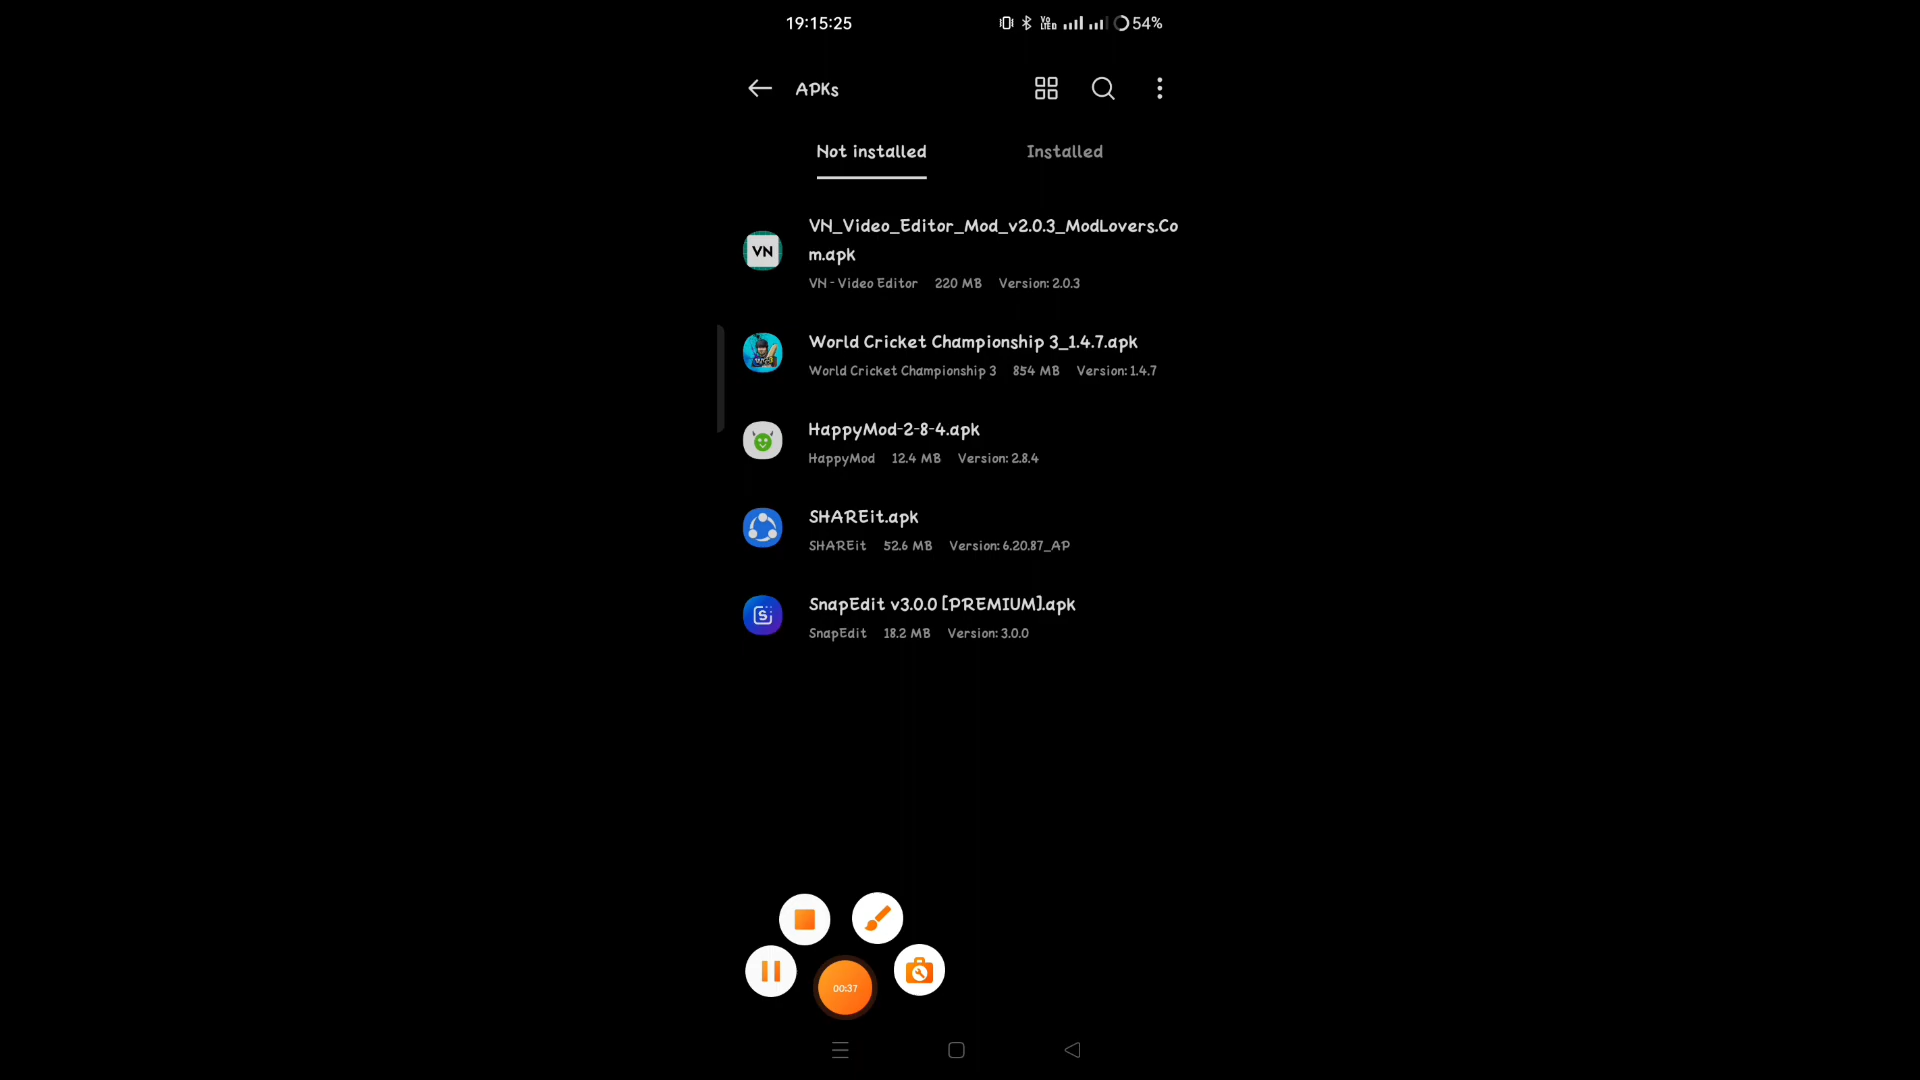 19:15:25 54%
APKs
Not installed Installed
VN_Video_Editor_Mod_v2.0.3_ModLovers.Co
m.apk
VN
VN - Video Editor 220 MB Version: 2.0.3
World Cricket Championship 3_1.4.7.apk
World Cricket Championship 3 854 MB Version: 1.4.7
HappyMod-2-8-4.apk
HappyMod 12.4 MB Version: 2.8.4
SHAREit.apk
SHAREit 52.6 MB Version: 6.20.87_AP
SnapEdit v3.0.0 [PREMIUM].apk
S
SnapEdit 18.2 MB Version: 3.0.0
00:37